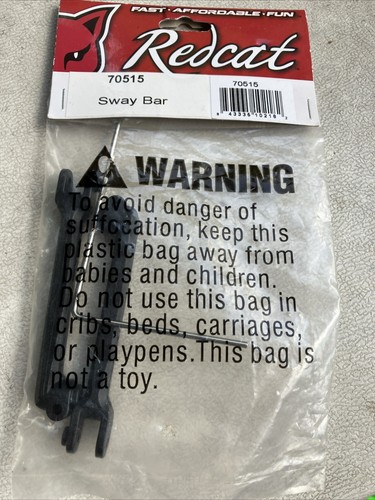 FAST · AFFORDABLE · FUN
Redcat
70515
70515
Sway Bar
WARNING
To avoid danger of
suffocation, keep this
plastic bag away from
babies and children.
Do not use this bag in
cribs, beds, carriages,
or playpens.This bag is
not a toy.